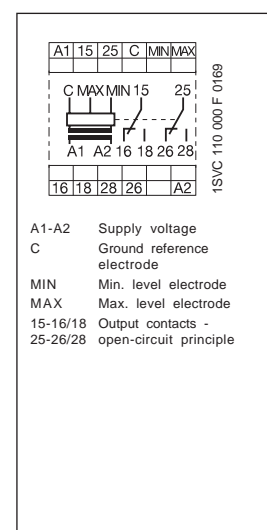 A1 15 25 C MIN MAX
C MAX MIN 15 25
A1 A2 16 18 26 28
16 18 28 26 A2
1SVC 110 000 F 0169
A1-A2 Supply voltage
C Ground reference
electrode
MIN Min. level electrode
MAX Max. level electrode
15-16/18 Output contacts -
25-26/28 open-circuit principle